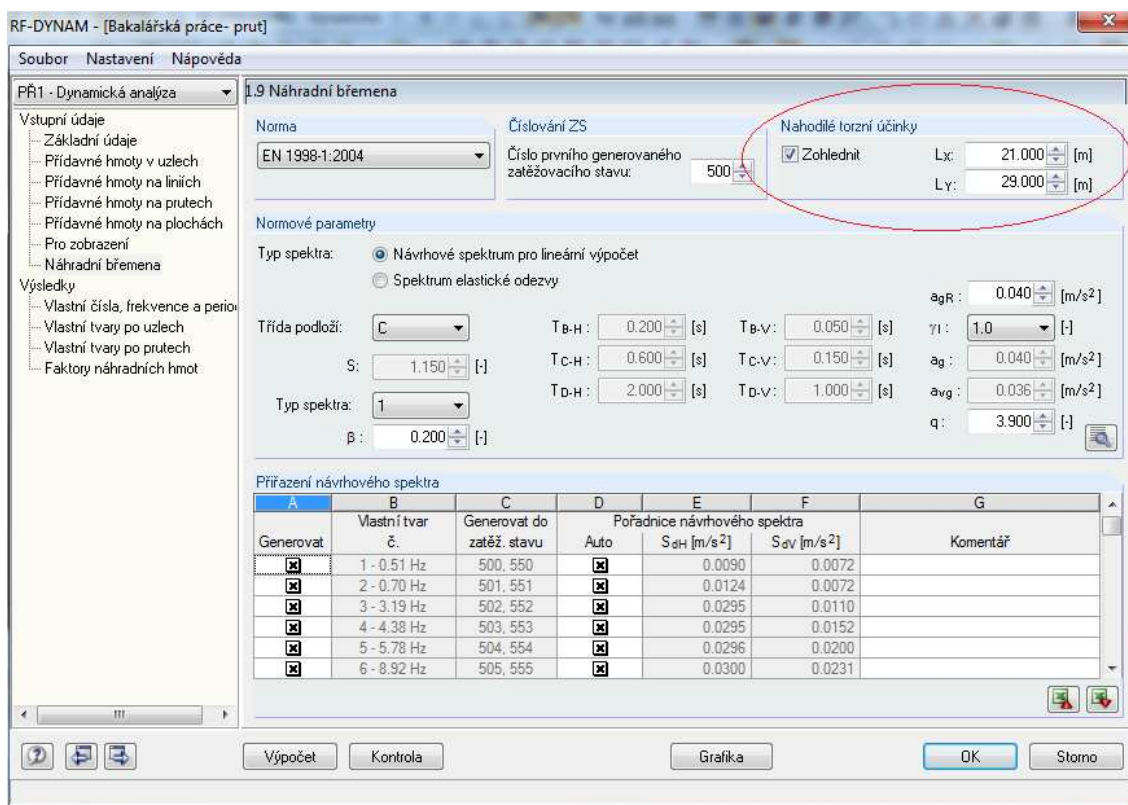 RF-DYNAM - [Bakalářská práce- prut]
Soubor Nastavení Nápověda
PŘ1 - Dynamická analýza
Vstupní údaje
Základní údaje
Přídavné hmoty v uzlech
Přídavné hmoty na liniích
Přídavné hmoty na prutech
Přídavné hmoty na plochách
Pro zobrazení
Náhradní břemena
Výsledky
Vlastní čísla, frekvence a perio
Vlastní tvary po uzlech
Vlastní tvary po prutech
Faktory náhradních hmot
1.9 Náhradní břemena
Norma
EN 1998-1:2004
Číslování ZS
Číslo prvního generovaného
zatěžovacího stavu: 500
Nahodilé torzní účinky
Zohlednit LX: 21.000 [m]
LY: 29.000 [m]
Normové parametry
Typ spektra: Návrhové spektrum pro lineární výpočet
Spektrum elastické odezvy
agR : 0.040 [m/s2]
Třída podloží: C TB-H : 0.200 [s] TB-V : 0.050 [s] γI : 1.0 [-]
S: 1.150 [-] TC-H : 0.600 [s] TC-V : 0.150 [s] ag : 0.040 [m/s2]
TD-H : 2.000 [s] TD-V : 1.000 [s] avg : 0.036 [m/s2]
Typ spektra: 1
q : 3.900 [-]
β : 0.200 [-]
Přiřazení návrhového spektra
A B C D E F G
Vlastní tvar Generovat do Pořadnice návrhového spektra
Generovat č. zatěž. stavu Auto SdH [m/s2] SdV [m/s2] Komentář
1 - 0.51 Hz 500, 550 0.0090 0.0072
2 - 0.70 Hz 501, 551 0.0124 0.0072
3 - 3.19 Hz 502, 552 0.0295 0.0110
4 - 4.38 Hz 503, 553 0.0295 0.0152
5 - 5.78 Hz 504, 554 0.0296 0.0200
6 - 8.92 Hz 505, 555 0.0300 0.0231
Výpočet Kontrola Grafika OK Storno